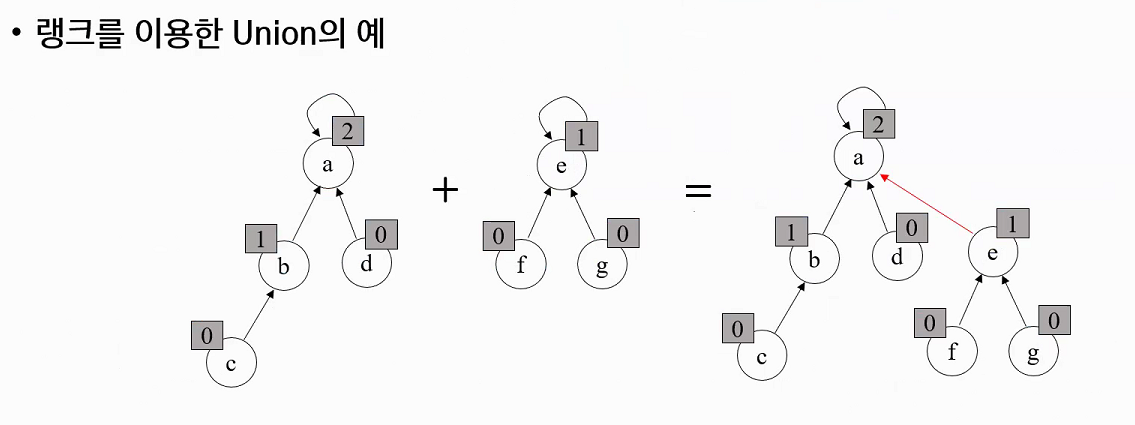 • 랭크를 이용한 Union의 예
2 1 2
a + e = a
1 0 0 0 1 0 1
b d f g b d e
0 0 0 0
c c f g